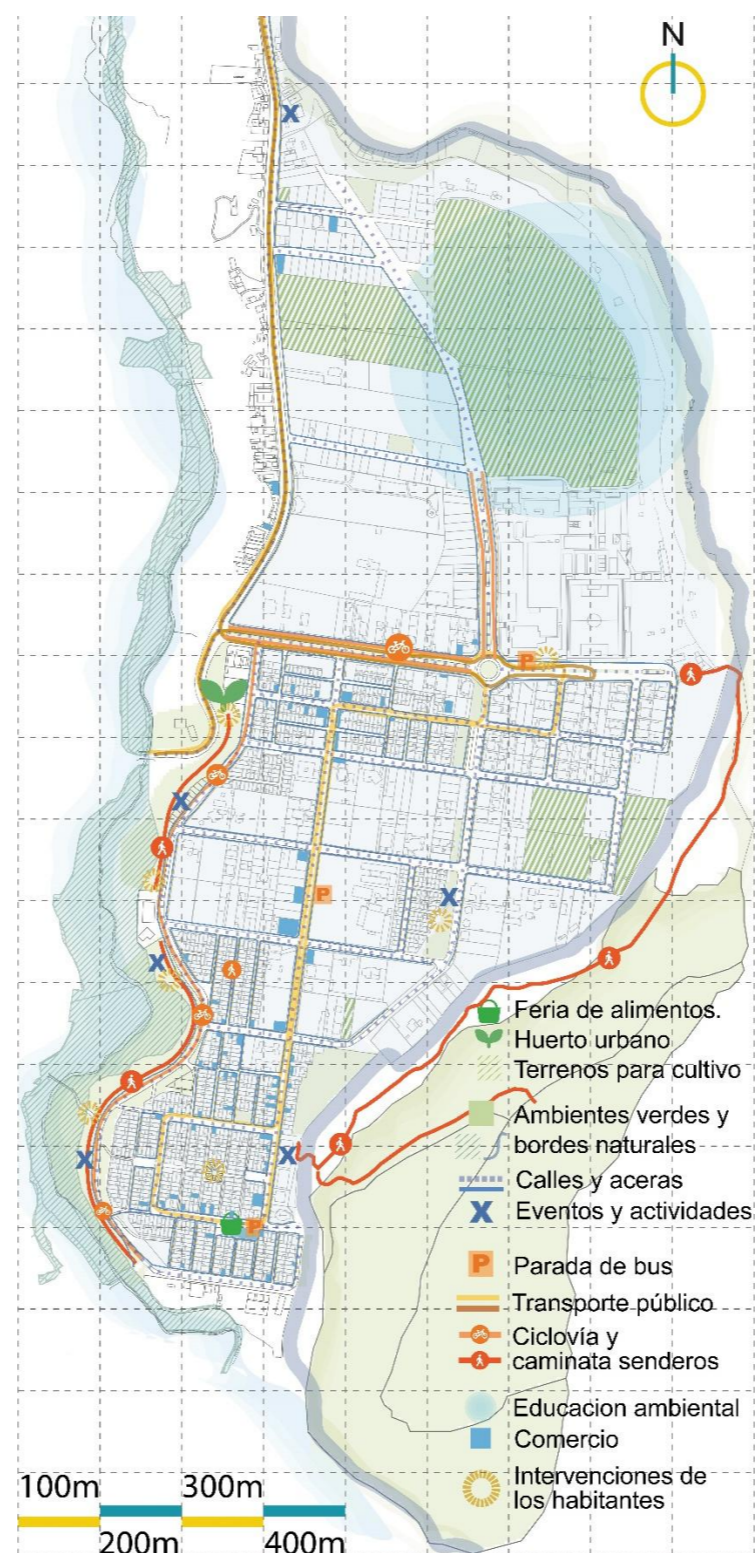 N
P
P
P
Feria de alimentos.
Huerto urbano
Terrenos para cultivo
Ambientes verdes y
bordes naturales
Calles y aceras
X Eventos y actividades
P Parada de bus
Transporte público
Ciclovía y
caminata senderos
Educacion ambiental
Comercio
Intervenciones de
los habitantes
100m 300m
200m 400m